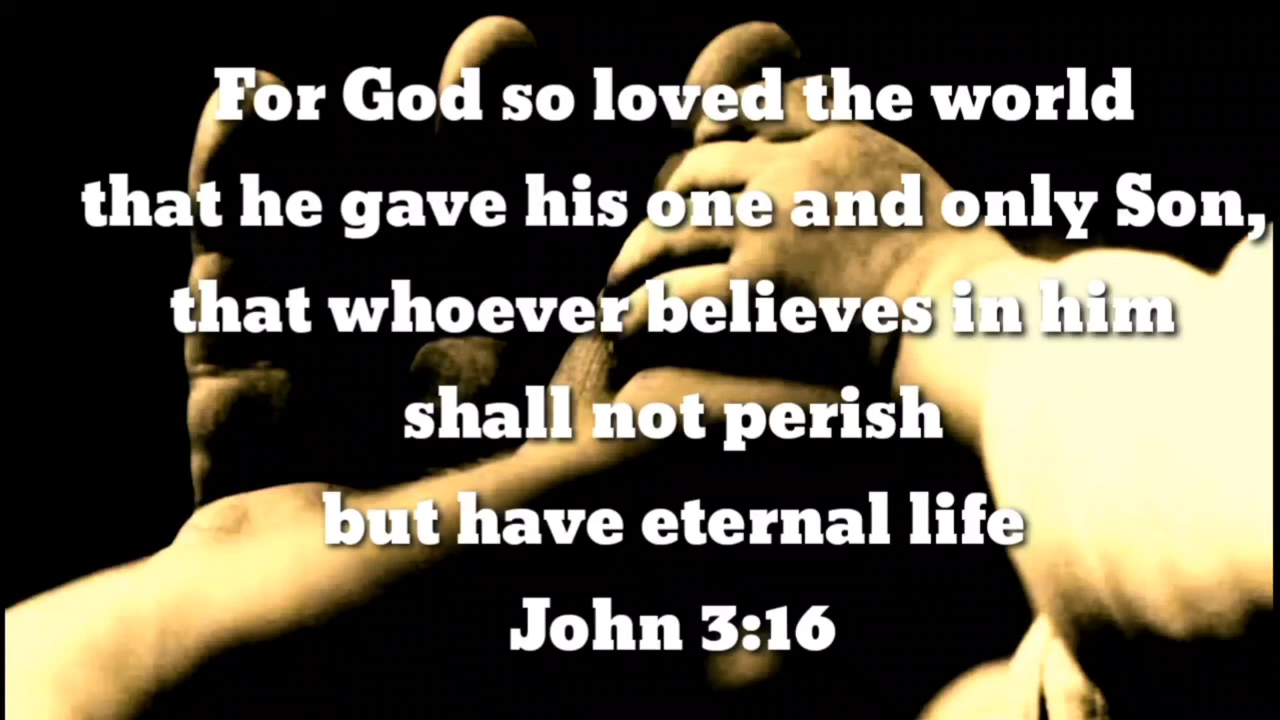 For God so loved the world
that he gave his one and only Son,
that whoever believes in him
shall not perish
but have eternal life
John 3:16